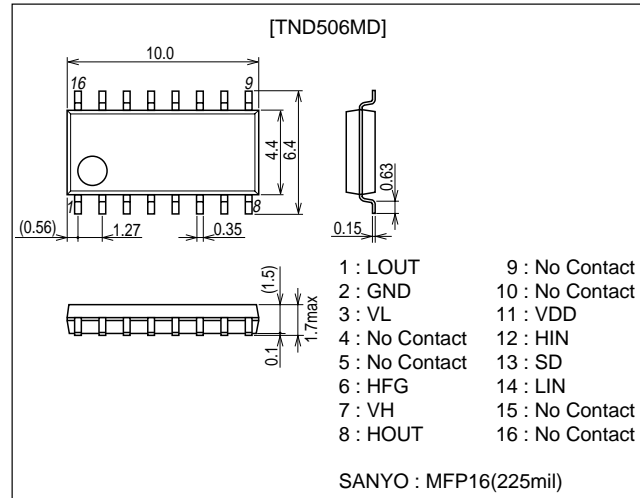 [TND506MD]
10.0
16
9
4.4
6.4
0.63
1
8
(0.56)
1.27
0.35
0.15
(1.5)
1.7max
0.1
1 : LOUT
2 : GND
3 : VL
4 : No Contact
5 : No Contact
6 : HFG
7 : VH
8 : HOUT
9 : No Contact
10 : No Contact
11 : VDD
12 : HIN
13 : SD
14 : LIN
15 : No Contact
16 : No Contact
SANYO : MFP16(225mil)